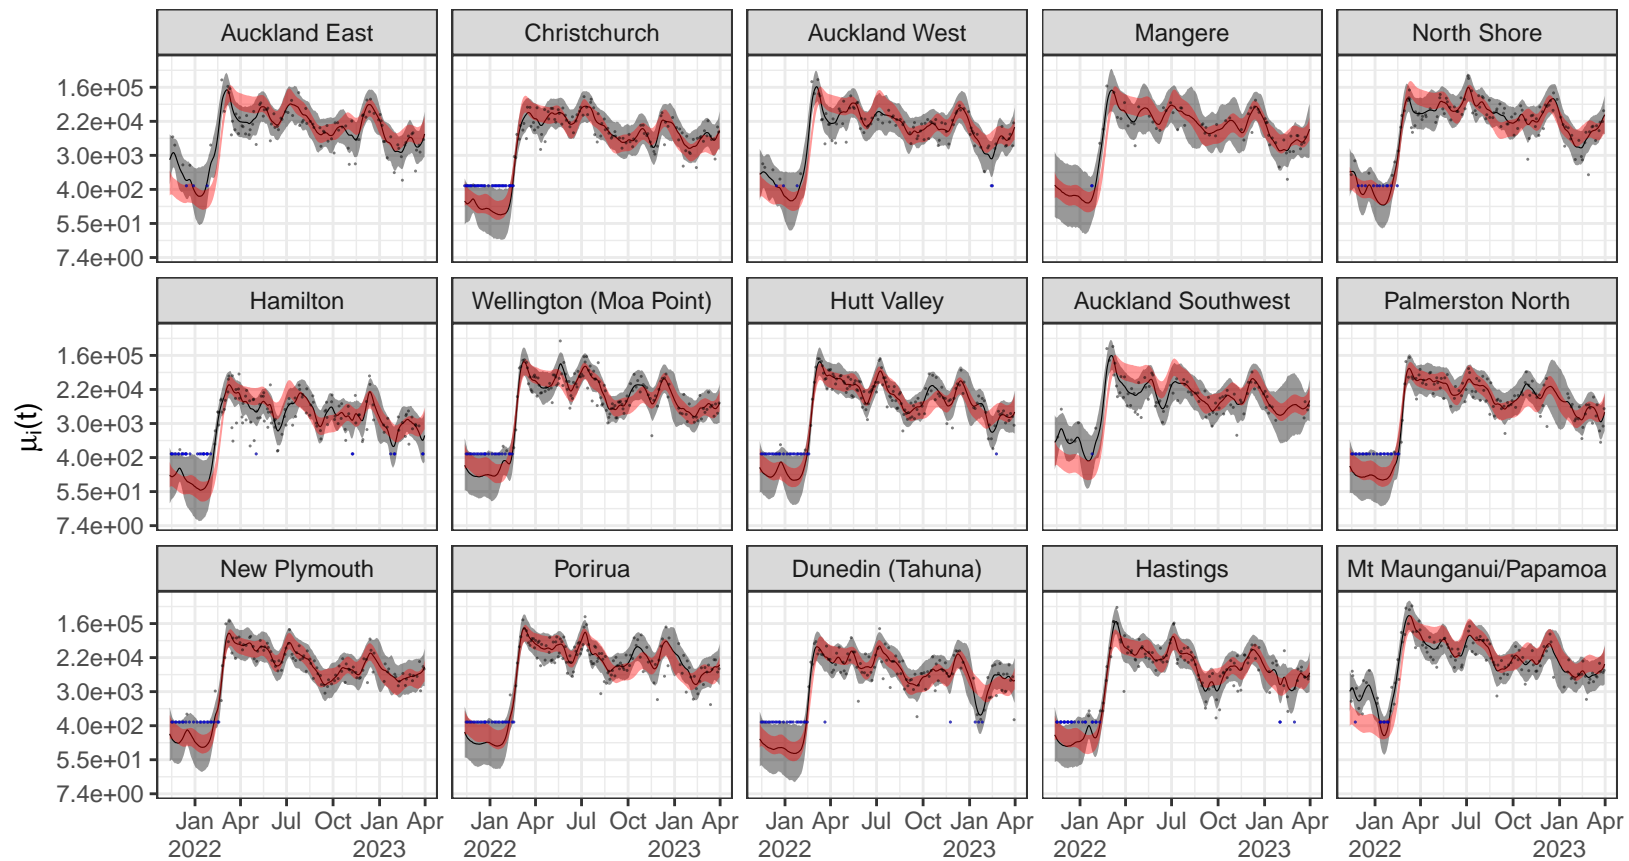 Auckland East Christchurch Auckland West Mangere North Shore
1.6e+05
2.2e+04
3.0e+03
4.0e+02
5.5e+01
7.4e+00
Hamilton Wellington (Moa Point) Hutt Valley Auckland Southwest Palmerston North
1.6e+05
2.2e+04
3.0e+03
4.0e+02
5.5e+01
7.4e+00
μi(t)
New Plymouth Porirua Dunedin (Tahuna) Hastings Mt Maunganui/Papamoa
1.6e+05
2.2e+04
3.0e+03
4.0e+02
5.5e+01
7.4e+00
Jan Apr Jul Oct Jan Apr Jan Apr Jul Oct Jan Apr Jan Apr Jul Oct Jan Apr Jan Apr Jul Oct Jan Apr Jan Apr Jul Oct Jan Apr
2022 2023 2022 2023 2022 2023 2022 2023 2022 2023